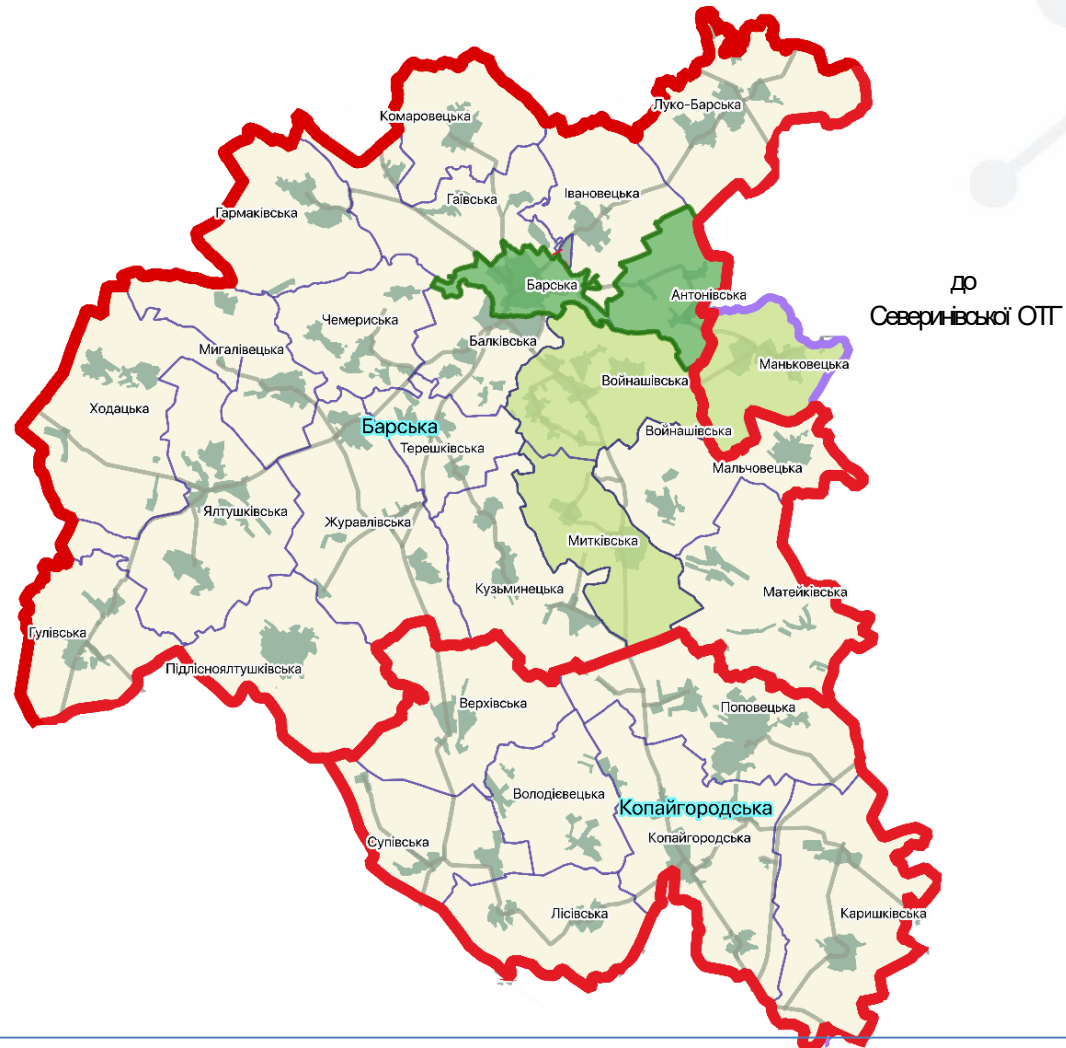 Луко-Барська
Комаровецька
Івановецька
Гаївська
Гармаківська
до
Северинівської ОТГ
Барська
Антонівська
Чемериська
Балківська
Мигалівецька
Маньковецька
Войнашівська
Ходацька
Барська
Войнашівська
Терешківська
Мальчовецька
Ялтушківська
Журавлівська
Митківська
Кузьминецька
Матейківська
Гулівська
Підлісноялтушківська
Верхівська
Поповецька
Володієвецька
Копайгородська
Копайгородська
Супівська
Лісівська
Каришківська